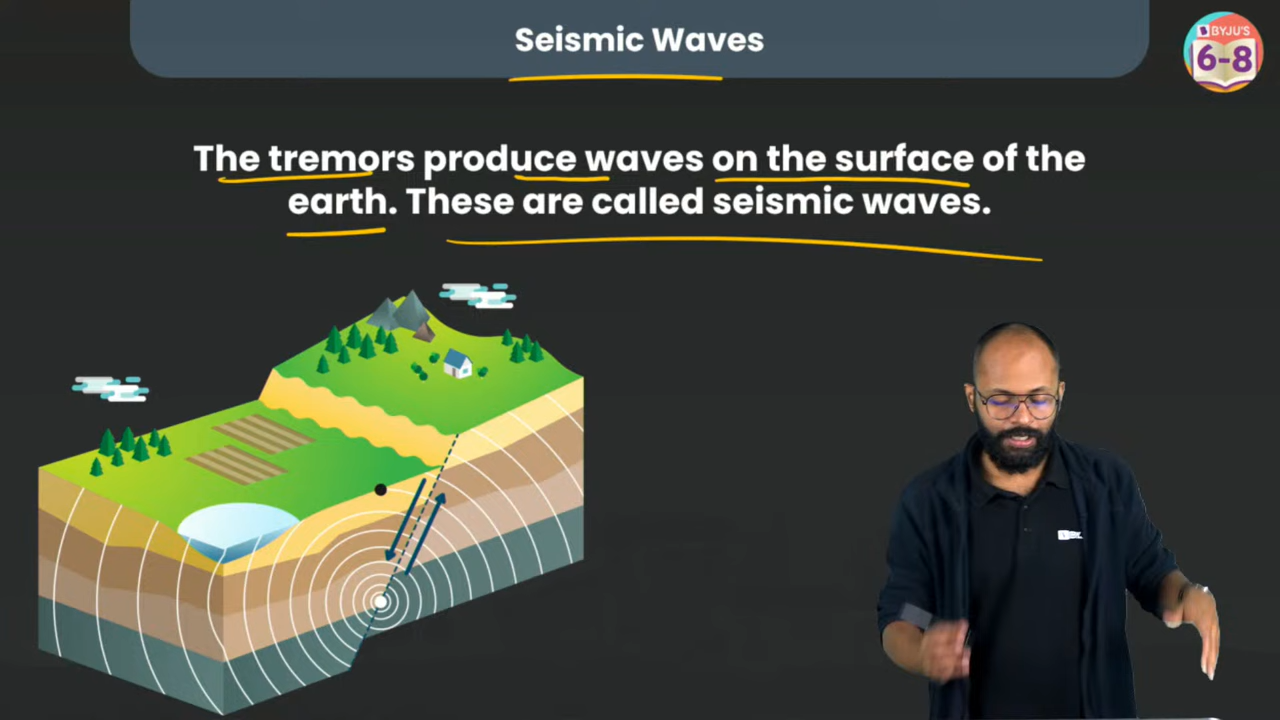 Seismic Waves
BYJU'S
6-8
The tremors produce waves on the surface of the
earth. These are called seismic waves.